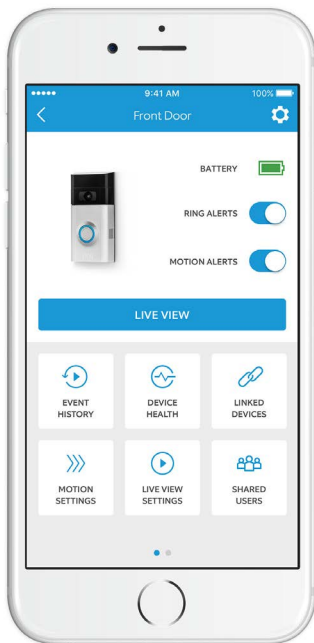 9:41 AM
100%
Front Door
BATTERY
RING ALERTS
MOTION ALERTS
LIVE VIEW
EVENT
HISTORY
DEVICE
HEALTH
LINKED
DEVICES
MOTION
SETTINGS
LIVE VIEW
SETTINGS
SHARED
USERS